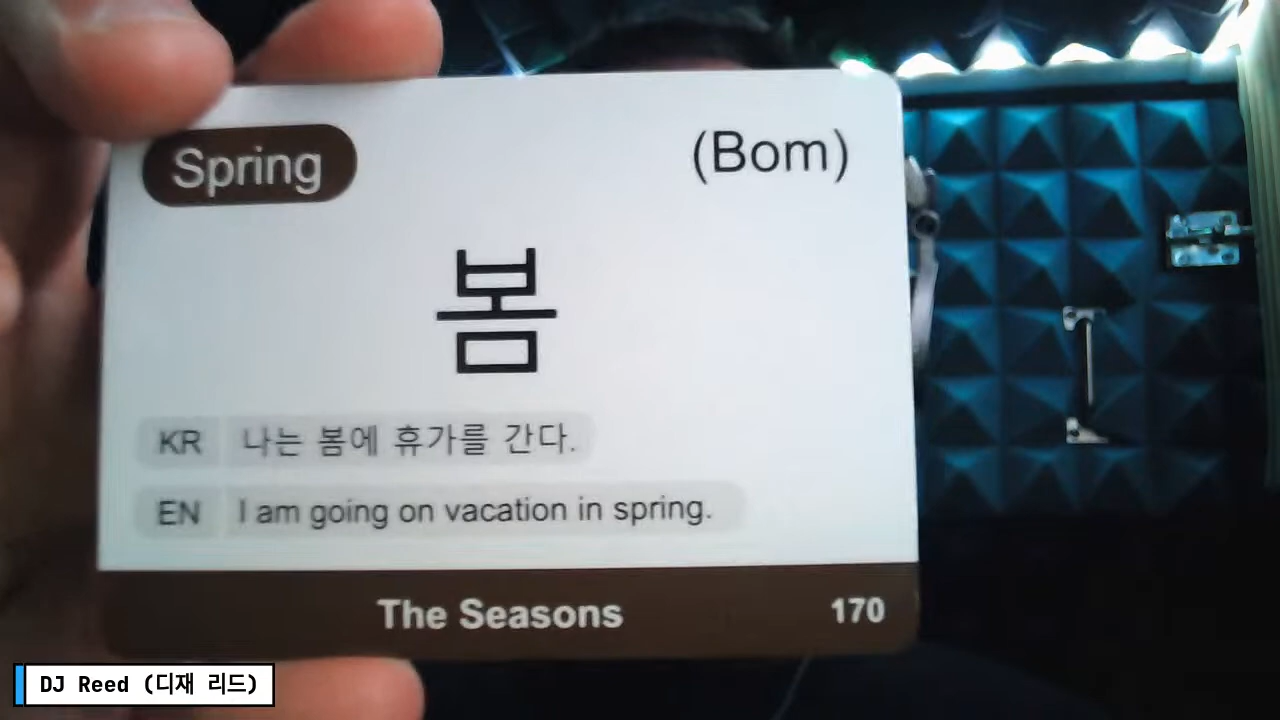 Spring
(Bom)
봄
KR 나는 봄에 휴가를 간다.
EN I am going on vacation in spring.
The Seasons
170
DJ Reed (디재 리드)